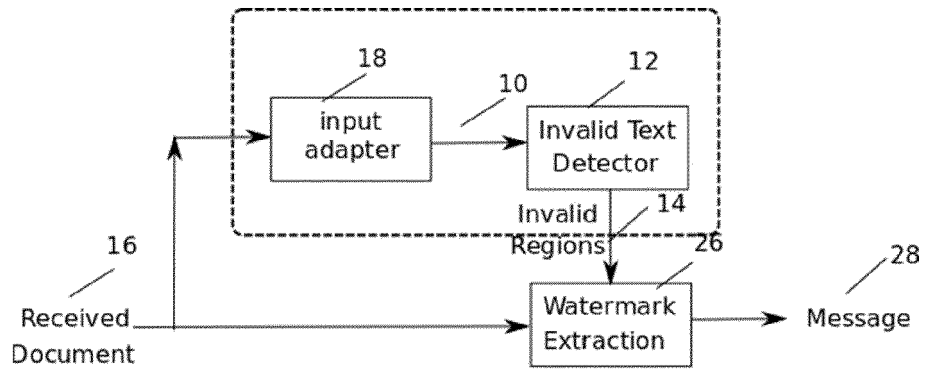 18
12
10
input
adapter
Invalid Text
Detector
Invalid
Regions
14
16
26
28
Received
Document
Watermark
Extraction
Message